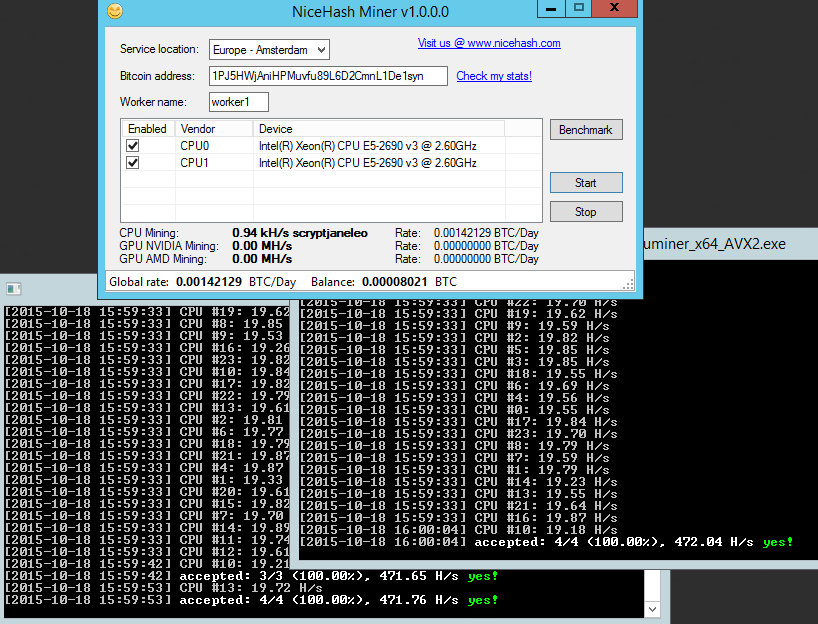 NiceHash Miner v1.0.0.0
Service location: Europe - Amsterdam Visit us @ www.nicehash.com
Bitcoin address: 1PJ5HWjAniHPMuvfu89L6D2CmnL1De1syn Check my stats!
Worker name: worker1
Enabled Vendor Device
CPU0 Intel(R) Xeon(R) CPU E5-2690 v3 @ 2.60GHz
CPU1 Intel(R) Xeon(R) CPU E5-2690 v3 @ 2.60GHz
Benchmark
Start
Stop
CPU Mining: 0.94 kH/s scryptjaneleo Rate: 0.00142129 BTC/Day
GPU NVIDIA Mining: 0.00 MH/s Rate: 0.00000000 BTC/Day
GPU AMD Mining: 0.00 MH/s Rate: 0.00000000 BTC/Day
Global rate: 0.00142129 BTC/Day Balance: 0.00008021 BTC
uminer_x64_AVX2.exe
[2015-10-18 15:59:33] CPU #22: 19.70 H/s
[2015-10-18 15:59:33] CPU #19: 19.62 H/s
[2015-10-18 15:59:33] CPU #9: 19.59 H/s
[2015-10-18 15:59:33] CPU #2: 19.82 H/s
[2015-10-18 15:59:33] CPU #5: 19.85 H/s
[2015-10-18 15:59:33] CPU #3: 19.85 H/s
[2015-10-18 15:59:33] CPU #18: 19.55 H/s
[2015-10-18 15:59:33] CPU #6: 19.69 H/s
[2015-10-18 15:59:33] CPU #4: 19.56 H/s
[2015-10-18 15:59:33] CPU #0: 19.55 H/s
[2015-10-18 15:59:33] CPU #17: 19.84 H/s
[2015-10-18 15:59:33] CPU #23: 19.70 H/s
[2015-10-18 15:59:33] CPU #8: 19.79 H/s
[2015-10-18 15:59:33] CPU #7: 19.59 H/s
[2015-10-18 15:59:33] CPU #1: 19.79 H/s
[2015-10-18 15:59:33] CPU #14: 19.23 H/s
[2015-10-18 15:59:33] CPU #13: 19.55 H/s
[2015-10-18 15:59:33] CPU #21: 19.64 H/s
[2015-10-18 15:59:33] CPU #16: 19.87 H/s
[2015-10-18 16:00:04] CPU #10: 19.18 H/s
[2015-10-18 16:00:04] accepted: 4/4 (100.00%), 472.04 H/s yes!
[2015-10-18 15:59:33] CPU #19: 19.62
[2015-10-18 15:59:33] CPU #8: 19.85
[2015-10-18 15:59:33] CPU #9: 19.53
[2015-10-18 15:59:33] CPU #16: 19.26
[2015-10-18 15:59:33] CPU #23: 19.82
[2015-10-18 15:59:33] CPU #10: 19.84
[2015-10-18 15:59:33] CPU #17: 19.82
[2015-10-18 15:59:33] CPU #22: 19.79
[2015-10-18 15:59:33] CPU #13: 19.61
[2015-10-18 15:59:33] CPU #2: 19.81
[2015-10-18 15:59:33] CPU #6: 19.77
[2015-10-18 15:59:33] CPU #18: 19.79
[2015-10-18 15:59:33] CPU #21: 19.87
[2015-10-18 15:59:33] CPU #4: 19.87
[2015-10-18 15:59:33] CPU #1: 19.33
[2015-10-18 15:59:33] CPU #20: 19.61
[2015-10-18 15:59:33] CPU #15: 19.82
[2015-10-18 15:59:33] CPU #7: 19.70
[2015-10-18 15:59:33] CPU #14: 19.89
[2015-10-18 15:59:33] CPU #11: 19.74
[2015-10-18 15:59:33] CPU #12: 19.61
[2015-10-18 15:59:42] CPU #10: 19.21
[2015-10-18 15:59:42] accepted: 3/3 (100.00%), 471.65 H/s yes!
[2015-10-18 15:59:53] CPU #13: 19.72 H/s
[2015-10-18 15:59:53] accepted: 4/4 (100.00%), 471.76 H/s yes!